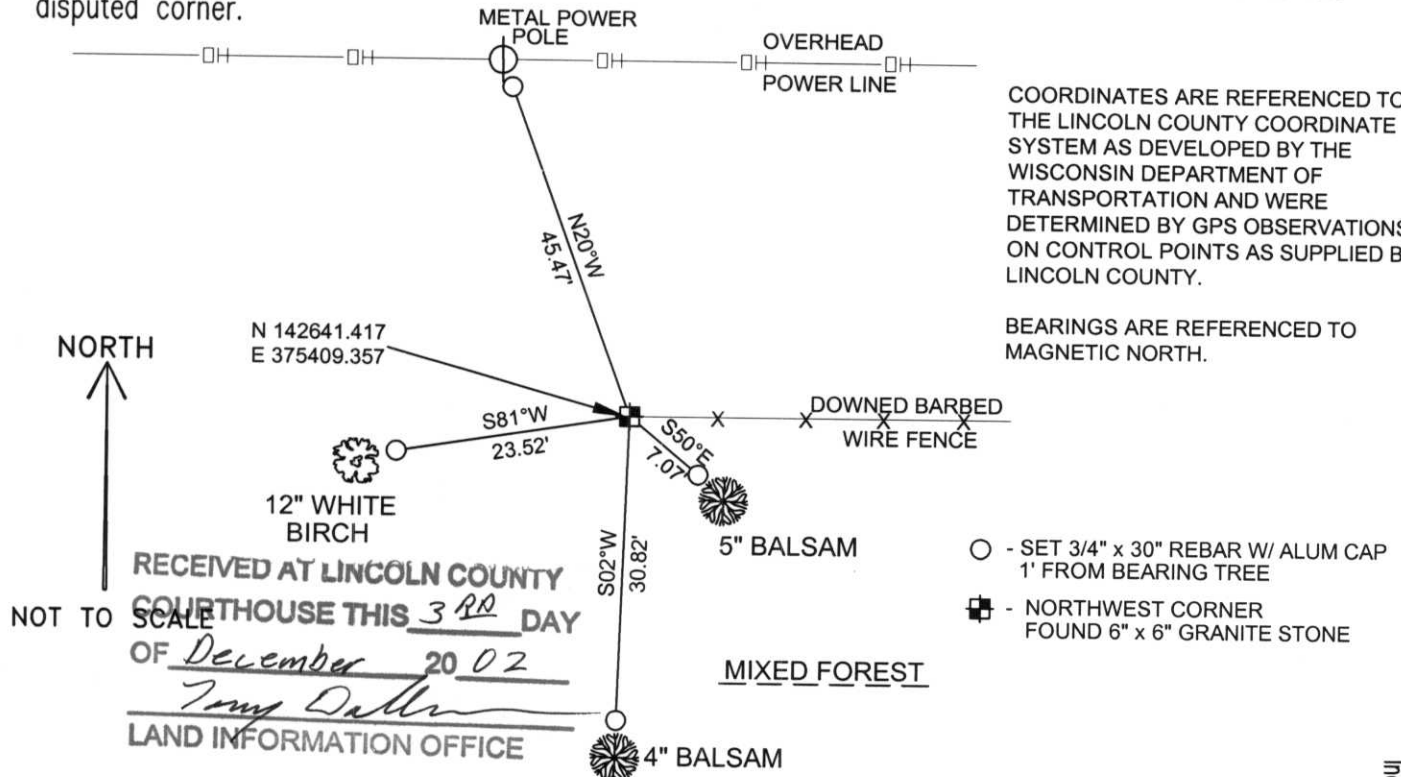 disputed corner.
METAL POWER
POLE
OVERHEAD
POWER LINE
COORDINATES ARE REFERENCED TO
THE LINCOLN COUNTY COORDINATE
SYSTEM AS DEVELOPED BY THE
WISCONSIN DEPARTMENT OF
TRANSPORTATION AND WERE
DETERMINED BY GPS OBSERVATIONS
ON CONTROL POINTS AS SUPPLIED B
LINCOLN COUNTY.
BEARINGS ARE REFERENCED TO
MAGNETIC NORTH.
N20°W
45.47'
N 142641.417
E 375409.357
NORTH
NOT TO SCALE
S81°W
23.52'
12" WHITE
BIRCH
S50°E
7.07'
5" BALSAM
DOWNED BARBED
WIRE FENCE
S02°W
30.82'
4" BALSAM
MIXED FOREST
- SET 3/4" x 30" REBAR W/ ALUM CAP
1' FROM BEARING TREE
- NORTHWEST CORNER
FOUND 6" x 6" GRANITE STONE
RECEIVED AT LINCOLN COUNTY
COURTHOUSE THIS 3 RD DAY
OF December 20 02
LAND INFORMATION OFFICE